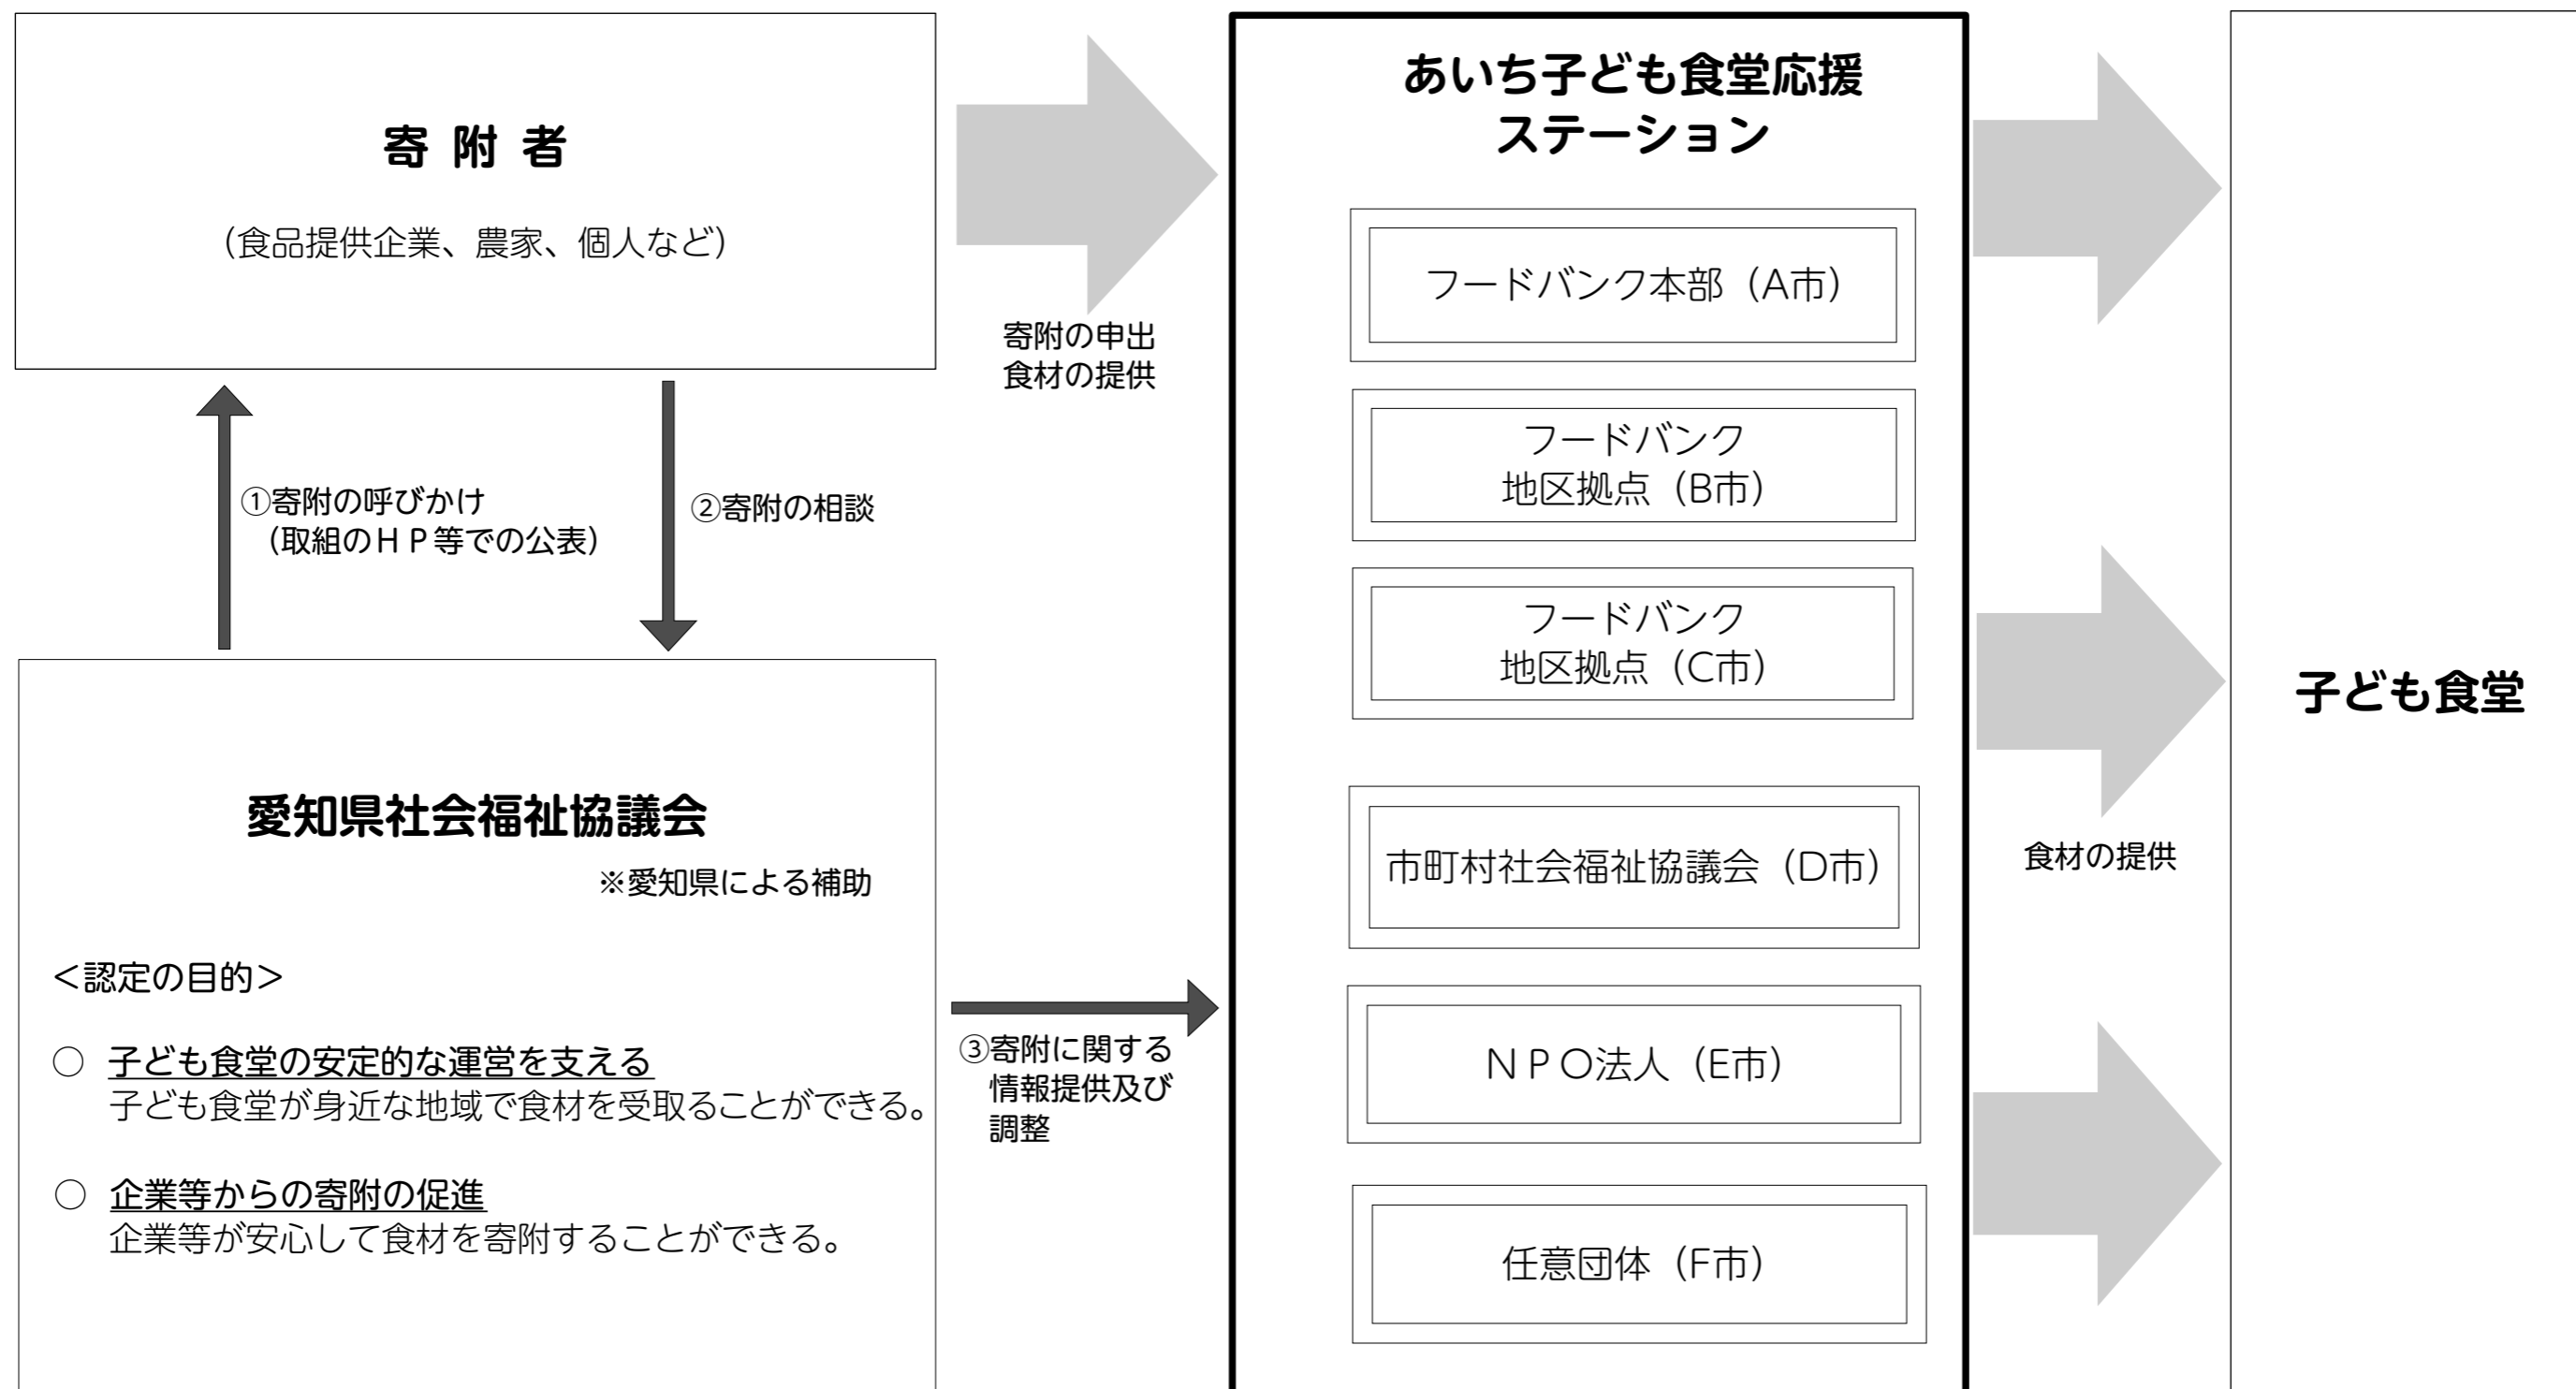 寄 附 者
（食品提供企業、農家、個人など）
寄附の申出
食材の提供
①寄附の呼びかけ
（取組のＨＰ等での公表）
②寄附の相談
愛知県社会福祉協議会
※愛知県による補助
＜認定の目的＞
○ 子ども食堂の安定的な運営を支える
子ども食堂が身近な地域で食材を受取ることができる。
○ 企業等からの寄附の促進
企業等が安心して食材を寄附することができる。
③寄附に関する
情報提供及び
調整
あいち子ども食堂応援
ステーション
フードバンク本部（A市）
フードバンク
地区拠点（B市）
フードバンク
地区拠点（C市）
市町村社会福祉協議会（D市）
ＮＰＯ法人（E市）
任意団体（F市）
食材の提供
子ども食堂